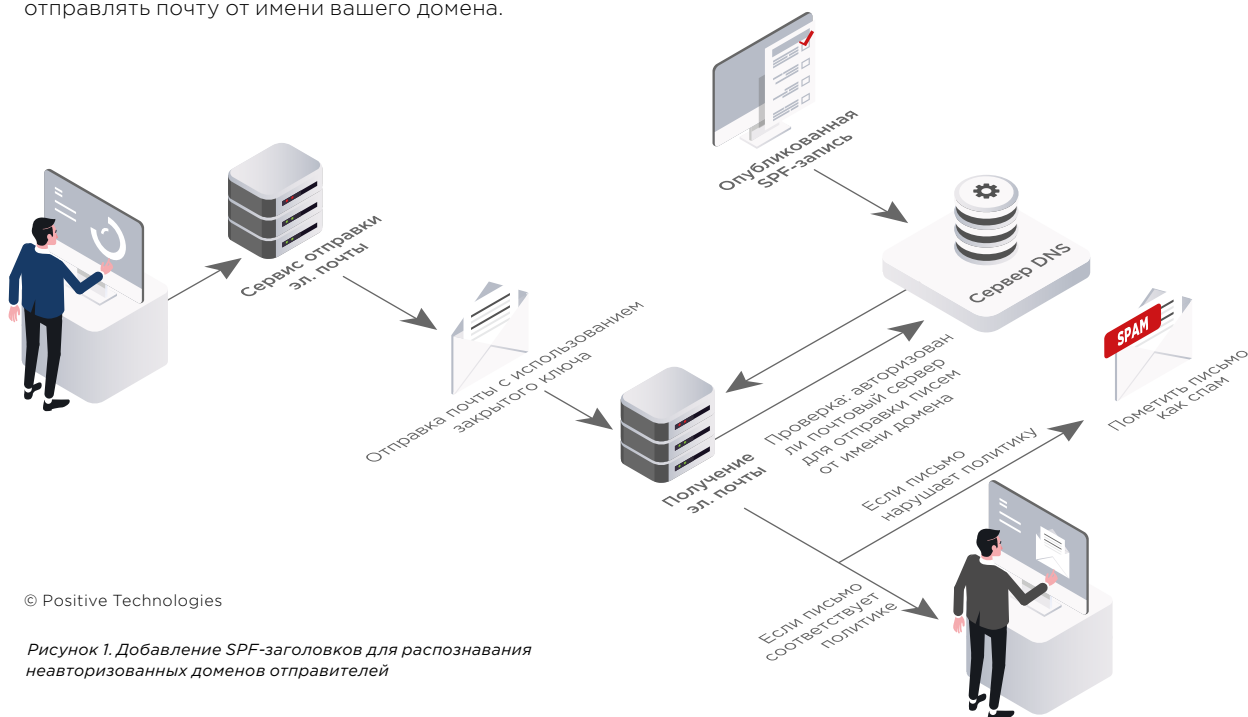 отправлять почту от имени вашего домена.
Опубликованная
SPF-запись
Сервис отправки
эл. почты
Сервер DNS
Отправка почты с использованием
закрытого ключа
SPAM
Пометить письмо
как спам
Проверка: авторизован
ли почтовый сервер
для отправки писем
от имени домена
Получение
эл. почты
Если письмо
нарушает политику
Если письмо
соответствует
политике
© Positive Technologies
Рисунок 1. Добавление SPF-заголовков для распознавания
неавторизованных доменов отправителей